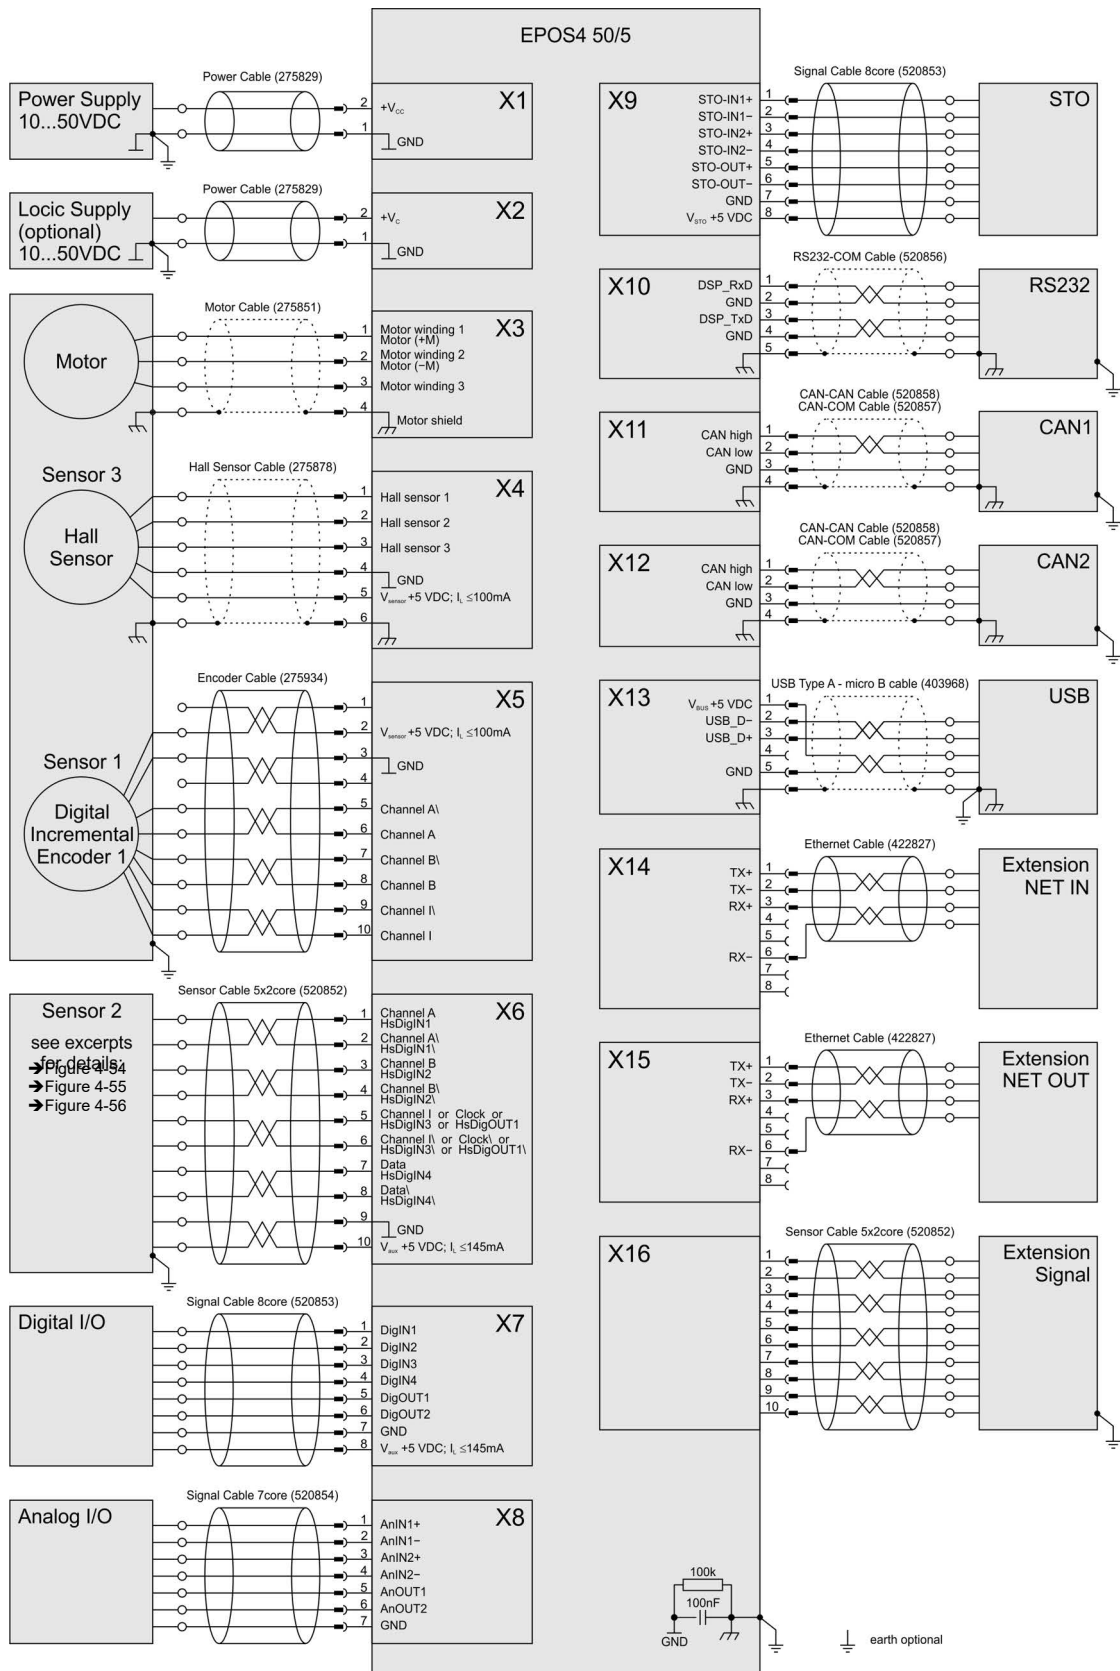 EPOS4 50/5
Power Cable (275829)
Power Supply
10...50VDC
X1
2 +Vcc
1 GND
Power Cable (275829)
Locic Supply
(optional)
10...50VDC
X2
2 +Vc
1 GND
Motor Cable (275851)
Motor
X3
1 Motor winding 1
Motor (+M)
2 Motor winding 2
Motor (−M)
3 Motor winding 3
4 Motor shield
Sensor 3
Hall Sensor Cable (275878)
Hall
Sensor
X4
1 Hall sensor 1
2 Hall sensor 2
3 Hall sensor 3
4 GND
5 Vsensor +5 VDC; IL ≤100mA
6
Encoder Cable (275934)
Sensor 1
Digital
Incremental
Encoder 1
X5
1
2 Vsensor +5 VDC; IL ≤100mA
3 GND
4
5 Channel A\
6 Channel A
7 Channel B\
8 Channel B
9 Channel I\
10 Channel I
Sensor Cable 5x2core (520852)
Sensor 2
see excerpts
for details:
➔Figure 4-54
➔Figure 4-55
➔Figure 4-56
X6
1 Channel A
HsDigIN1
2 Channel A\
HsDigIN1\
3 Channel B
HsDigIN2
4 Channel B\
HsDigIN2\
5 Channel I or Clock or
HsDigIN3 or HsDigOUT1
6 Channel I\ or Clock\ or
HsDigIN3\ or HsDigOUT1\
7 Data
HsDigIN4
8 Data\
HsDigIN4\
9 GND
10 Vaux +5 VDC; IL ≤145mA
Signal Cable 8core (520853)
Digital I/O
X7
1 DigIN1
2 DigIN2
3 DigIN3
4 DigIN4
5 DigOUT1
6 DigOUT2
7 GND
8 Vaux +5 VDC; IL ≤145mA
Signal Cable 7core (520854)
Analog I/O
X8
1 AnIN1+
2 AnIN1−
3 AnIN2+
4 AnIN2−
5 AnOUT1
6 AnOUT2
7 GND
Signal Cable 8core (520853)
X9
STO
STO-IN1+ 1
STO-IN1− 2
STO-IN2+ 3
STO-IN2− 4
STO-OUT+ 5
STO-OUT− 6
GND 7
VSTO +5 VDC 8
RS232-COM Cable (520856)
X10
RS232
DSP_RxD 1
GND 2
DSP_TxD 3
GND 4
5
CAN-CAN Cable (520858)
CAN-COM Cable (520857)
X11
CAN1
CAN high 1
CAN low 2
GND 3
4
CAN-CAN Cable (520858)
CAN-COM Cable (520857)
X12
CAN2
CAN high 1
CAN low 2
GND 3
4
USB Type A - micro B cable (403968)
X13
USB
VBUS +5 VDC 1
USB_D− 2
USB_D+ 3
4
GND 5
Ethernet Cable (422827)
X14
Extension
NET IN
TX+ 1
TX− 2
RX+ 3
4
5
RX− 6
7
8
Ethernet Cable (422827)
X15
Extension
NET OUT
TX+ 1
TX− 2
RX+ 3
4
5
RX− 6
7
8
Sensor Cable 5x2core (520852)
X16
Extension
Signal
1
2
3
4
5
6
7
8
9
10
100k
100nF
GND
earth optional